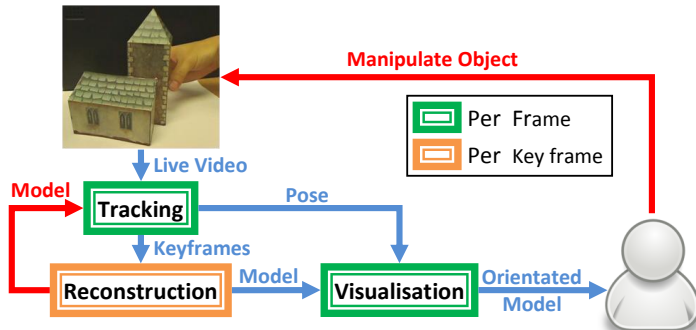 Manipulate Object
Per Frame
Per Key frame
Live Video
Model
Tracking
Pose
Keyframes
Reconstruction
Model
Visualisation
Orientated
Model